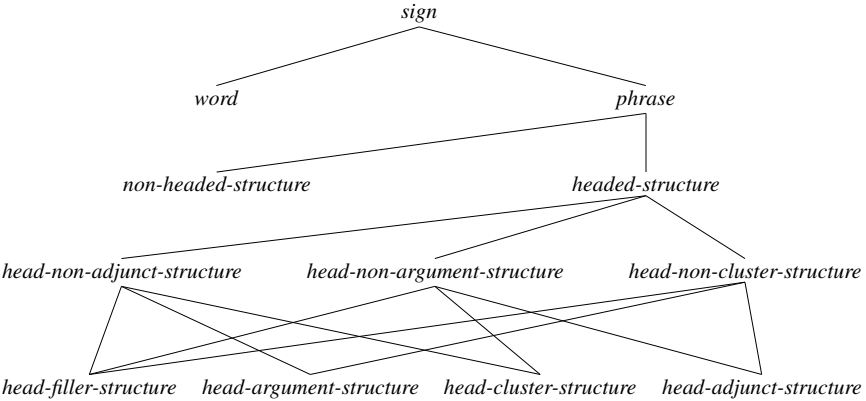 sign
word phrase
non-headed-structure headed-structure
head-non-adjunct-structure head-non-argument-structure head-non-cluster-structure
head-filler-structure head-argument-structure head-cluster-structure head-adjunct-structure